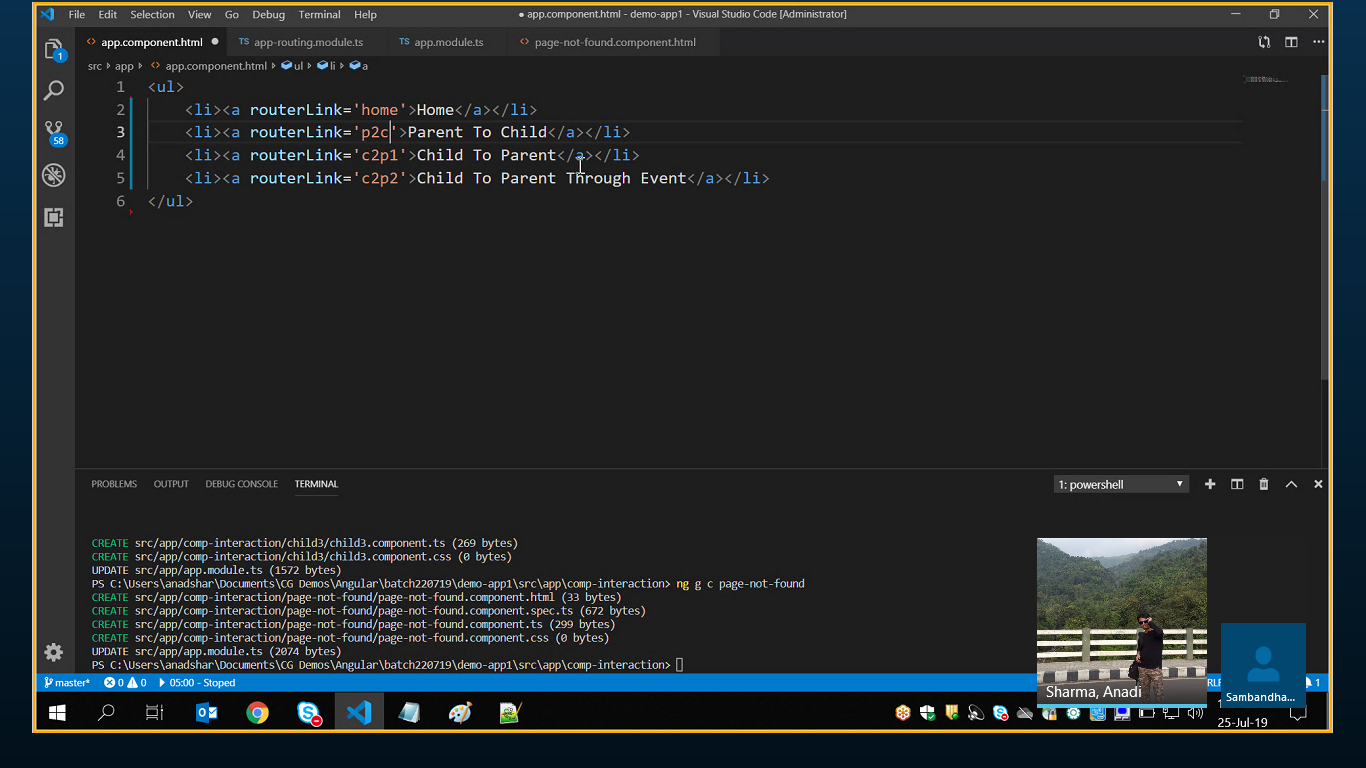 File Edit Selection View Go Debug Terminal Help ● app.component.html - demo-app1 - Visual Studio Code [Administrator]
app.component.html ● TS app-routing.module.ts TS app.module.ts page-not-found.component.html
src › app › app.component.html › ul › li › a
1 <ul>
2 <li><a routerLink='home'>Home</a></li>
3 <li><a routerLink='p2c'>Parent To Child</a></li>
4 <li><a routerLink='c2p1'>Child To Parent</a></li>
5 <li><a routerLink='c2p2'>Child To Parent Through Event</a></li>
6 </ul>
1
58
PROBLEMS OUTPUT DEBUG CONSOLE TERMINAL 1: powershell
CREATE src/app/comp-interaction/child3/child3.component.ts (269 bytes)
CREATE src/app/comp-interaction/child3/child3.component.css (0 bytes)
UPDATE src/app/app.module.ts (1572 bytes)
PS C:\Users\anadshar\Documents\CG Demos\Angular\batch220719\demo-app1\src\app\comp-interaction> ng g c page-not-found
CREATE src/app/comp-interaction/page-not-found/page-not-found.component.html (33 bytes)
CREATE src/app/comp-interaction/page-not-found/page-not-found.component.spec.ts (672 bytes)
CREATE src/app/comp-interaction/page-not-found/page-not-found.component.ts (299 bytes)
CREATE src/app/comp-interaction/page-not-found/page-not-found.component.css (0 bytes)
UPDATE src/app/app.module.ts (2074 bytes)
PS C:\Users\anadshar\Documents\CG Demos\Angular\batch220719\demo-app1\src\app\comp-interaction>
master* 0 0 05:00 - Stoped 1
Sharma, Anadi
Sambandha...
25-Jul-19